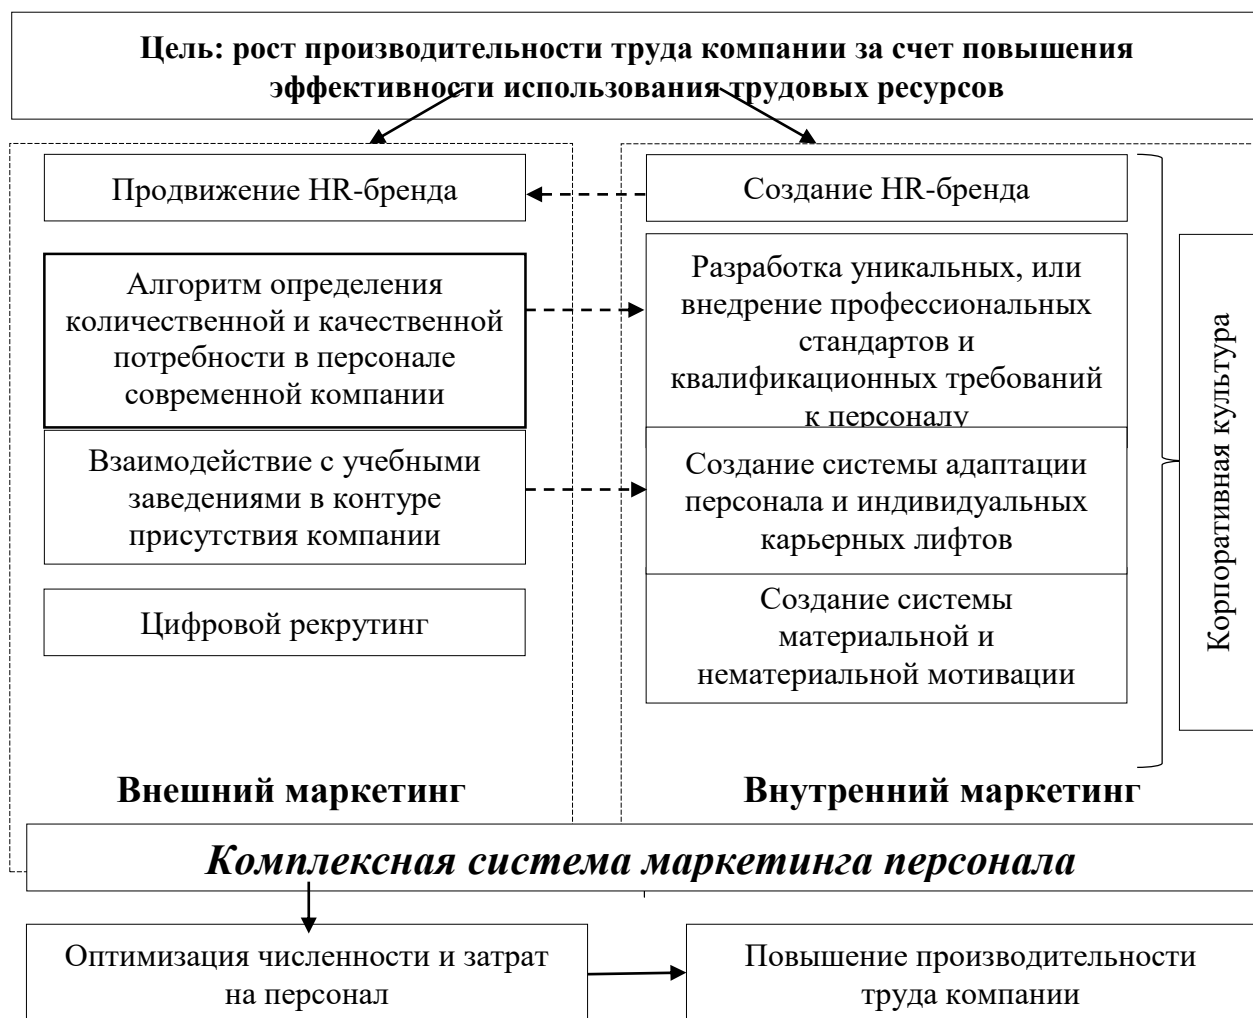 Цель: рост производительности труда компании за счет повышения
эффективности использования трудовых ресурсов
Продвижение HR-бренда
Создание HR-бренда
Алгоритм определения
количественной и качественной
потребности в персонале
современной компании
Разработка уникальных, или
внедрение профессиональных
стандартов и
квалификационных требований
к персоналу
Взаимодействие с учебными
заведениями в контуре
присутствия компании
Создание системы адаптации
персонала и индивидуальных
карьерных лифтов
Цифровой рекрутинг
Создание системы
материальной и
нематериальной мотивации
Корпоративная культура
Внешний маркетинг
Внутренний маркетинг
Комплексная система маркетинга персонала
Оптимизация численности и затрат
на персонал
Повышение производительности
труда компании